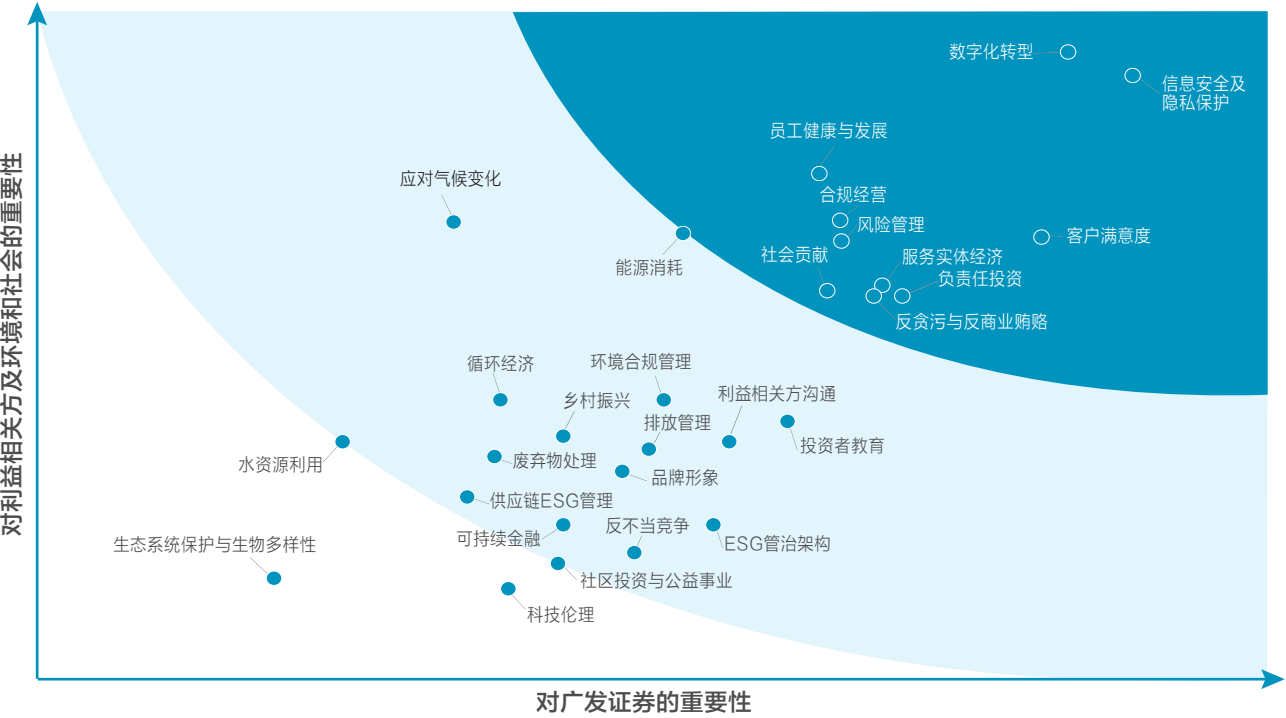 数字化转型
信息安全及
隐私保护
员工健康与发展
应对气候变化
合规经营
风险管理
客户满意度
社会贡献
服务实体经济
能源消耗
负责任投资
反贪污与反商业贿赂
循环经济
环境合规管理
利益相关方沟通
乡村振兴
排放管理
投资者教育
水资源利用
废弃物处理
品牌形象
供应链ESG管理
反不当竞争
可持续金融
ESG管治架构
生态系统保护与生物多样性
社区投资与公益事业
科技伦理
对利益相关方及环境和社会的重要性
对广发证券的重要性